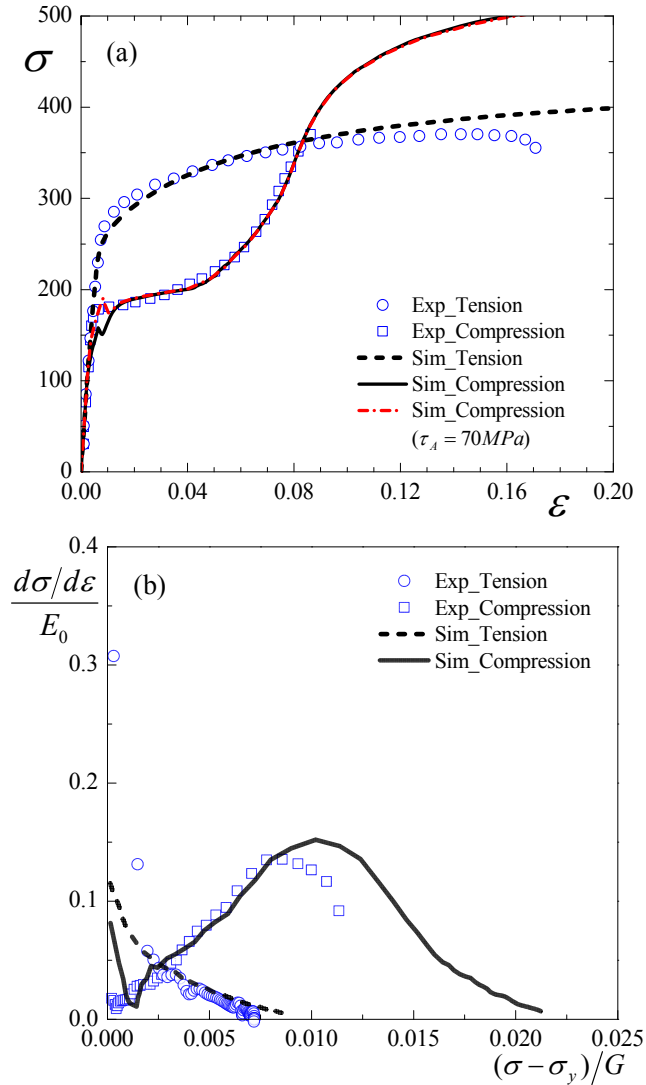 500
σ
(a)
400
300
200
100
0
Exp_Tension
Exp_Compression
Sim_Tension
Sim_Compression
Sim_Compression
(τ_A = 70MPa)
0.00 0.04 0.08 0.12 0.16 0.20
ε
0.4
dσ/dε
E₀
(b)
0.3
0.2
0.1
0.0
Exp_Tension
Exp_Compression
Sim_Tension
Sim_Compression
0.000 0.005 0.010 0.015 0.020 0.025
(σ − σ_y)/G